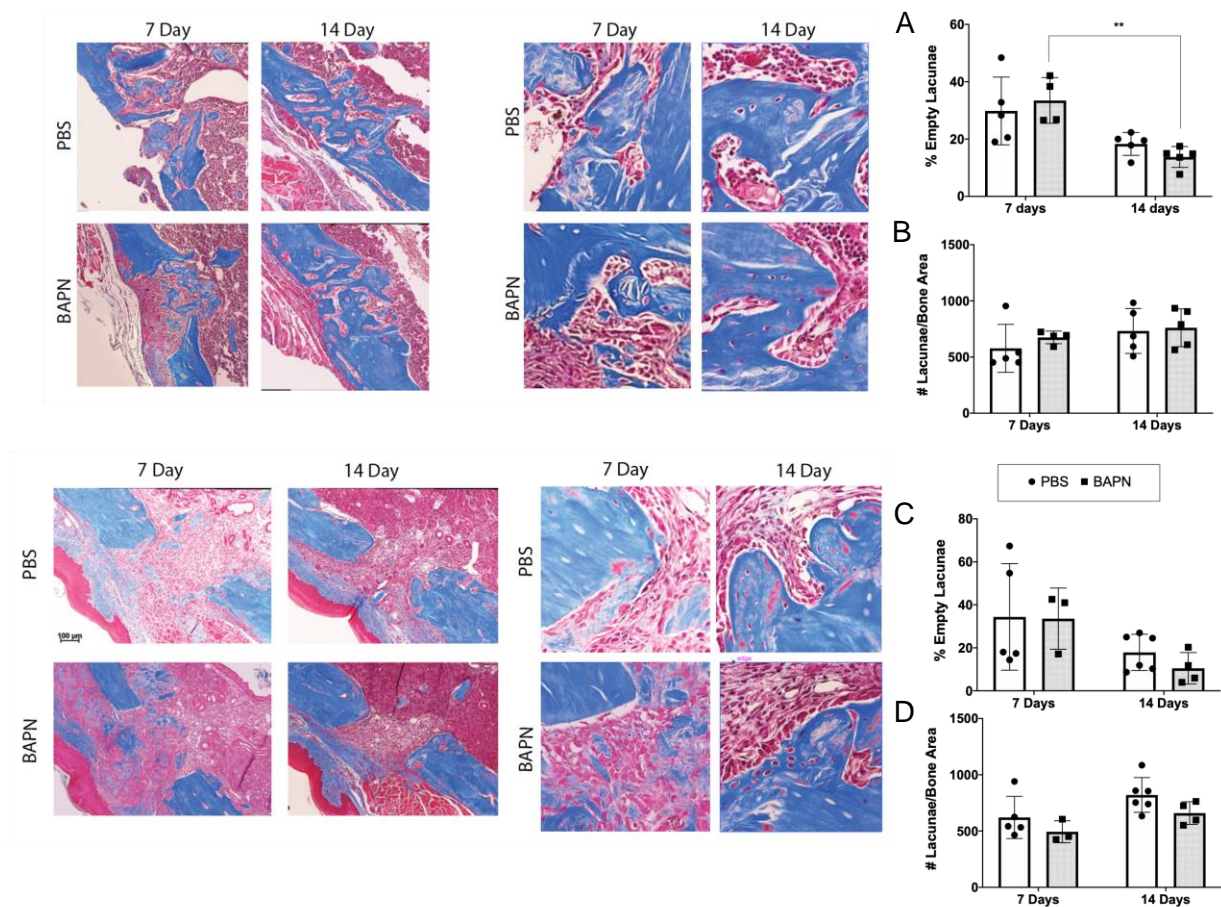 7 Day 14 Day 7 Day 14 Day
PBS PBS
BAPN BAPN
A
% Empty Lacunae
60
40
20
0
**
7 days 14 days
B
# Lacunae/Bone Area
1500
1000
500
0
7 Days 14 Days
7 Day 14 Day 7 Day 14 Day
PBS PBS
100 µm
BAPN BAPN
edge
PBS BAPN
C
% Empty Lacunae
80
60
40
20
0
7 Days 14 Days
D
# Lacunae/Bone Area
1500
1000
500
0
7 Days 14 Days